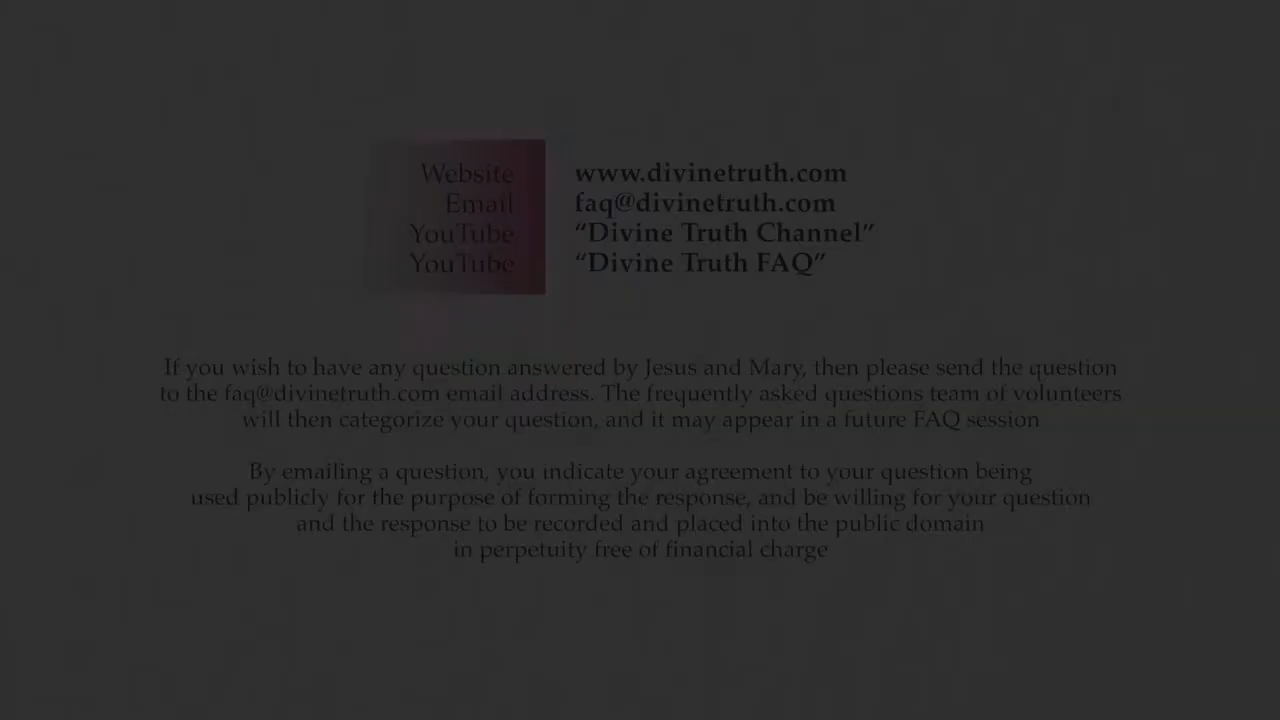 Website www.divinetruth.com
Email faq@divinetruth.com
YouTube “Divine Truth Channel”
YouTube “Divine Truth FAQ”
If you wish to have any question answered by Jesus and Mary, then please send the question
to the faq@divinetruth.com email address. The frequently asked questions team of volunteers
will then categorize your question, and it may appear in a future FAQ session
By emailing a question, you indicate your agreement to your question being
used publicly for the purpose of forming the response, and be willing for your question
and the response to be recorded and placed into the public domain
in perpetuity free of financial charge